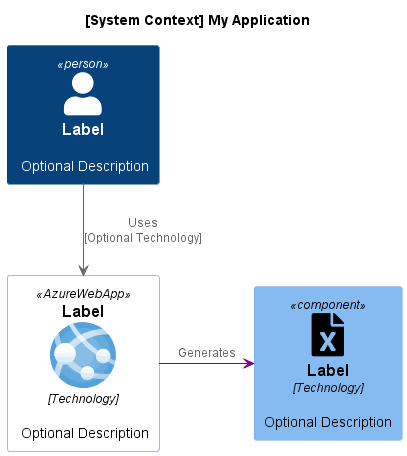 [System Context] My Application
«person»
Label
Optional Description
Uses
[Optional Technology]
«AzureWebApp»
Label
[Technology]
Optional Description
Generates
«component»
Label
[Technology]
Optional Description